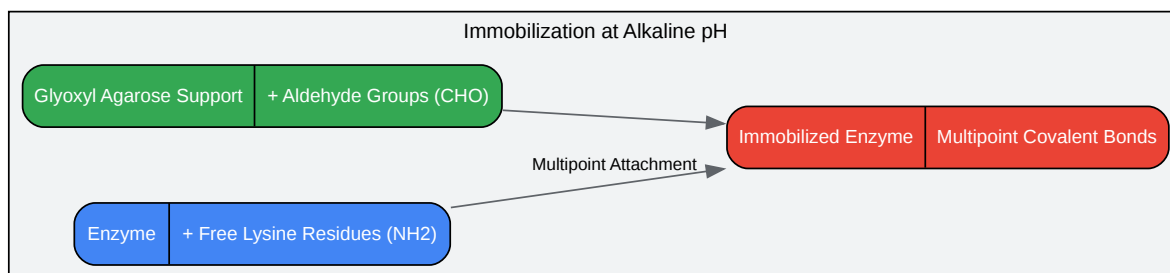 Immobilization at Alkaline pH
Glyoxyl Agarose Support
+ Aldehyde Groups (CHO)
Immobilized Enzyme
Multipoint Covalent Bonds
Multipoint Attachment
Enzyme
+ Free Lysine Residues (NH2)